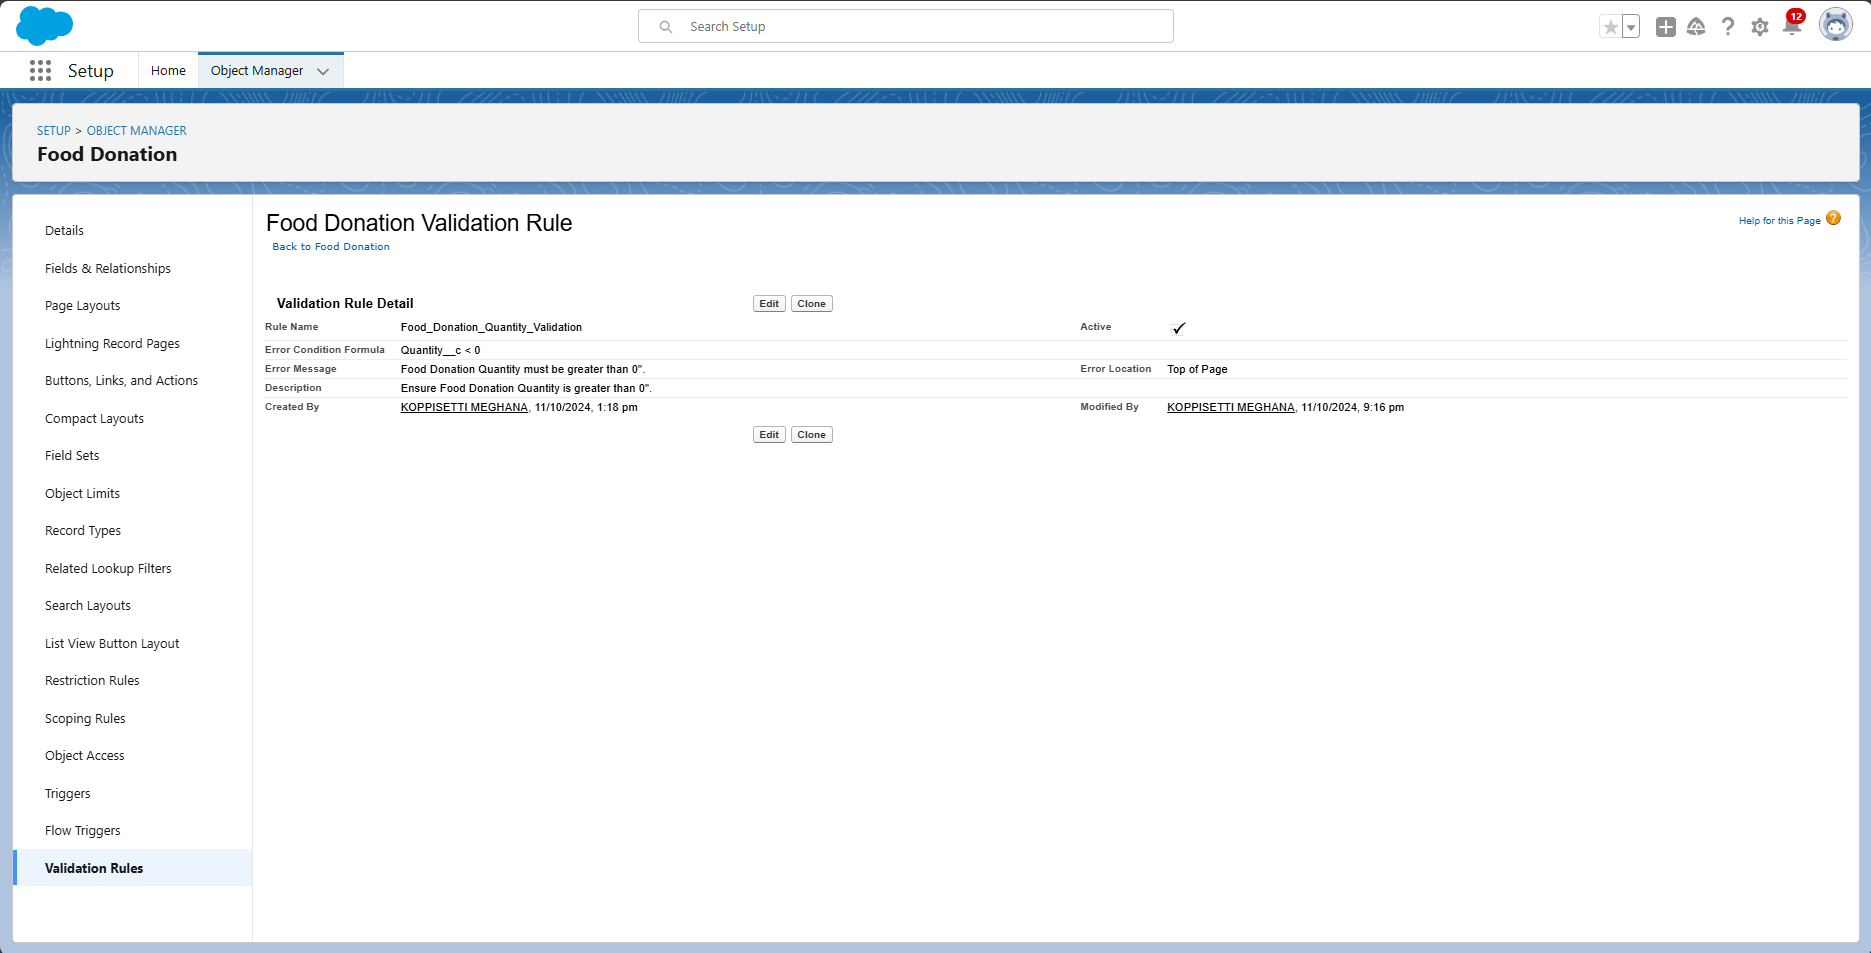 Search Setup
12
Setup
Home
Object Manager
SETUP > OBJECT MANAGER
Food Donation
Details
Fields & Relationships
Page Layouts
Lightning Record Pages
Buttons, Links, and Actions
Compact Layouts
Field Sets
Object Limits
Record Types
Related Lookup Filters
Search Layouts
List View Button Layout
Restriction Rules
Scoping Rules
Object Access
Triggers
Flow Triggers
Validation Rules
Food Donation Validation Rule
Back to Food Donation
Help for this Page ?
Validation Rule Detail
Edit Clone
Rule Name Food_Donation_Quantity_Validation Active ✓
Error Condition Formula Quantity__c < 0
Error Message Food Donation Quantity must be greater than 0". Error Location Top of Page
Description Ensure Food Donation Quantity is greater than 0".
Created By KOPPISETTI MEGHANA, 11/10/2024, 1:18 pm Modified By KOPPISETTI MEGHANA, 11/10/2024, 9:16 pm
Edit Clone